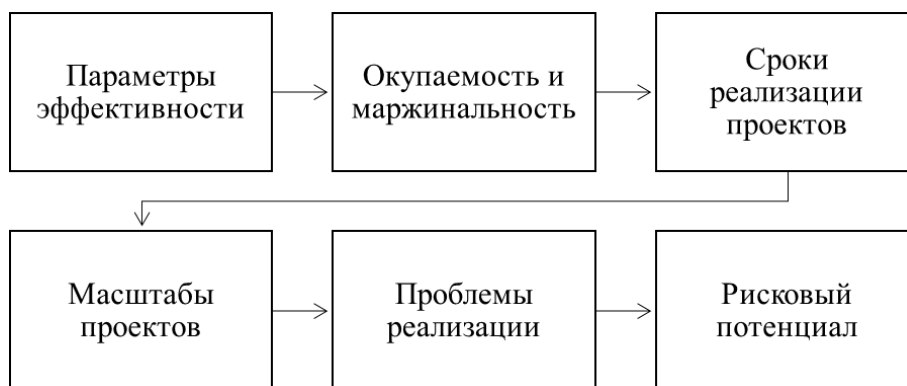 Параметры
эффективности
Окупаемость и
маржинальность
Сроки
реализации
проектов
Масштабы
проектов
Проблемы
реализации
Рисковый
потенциал